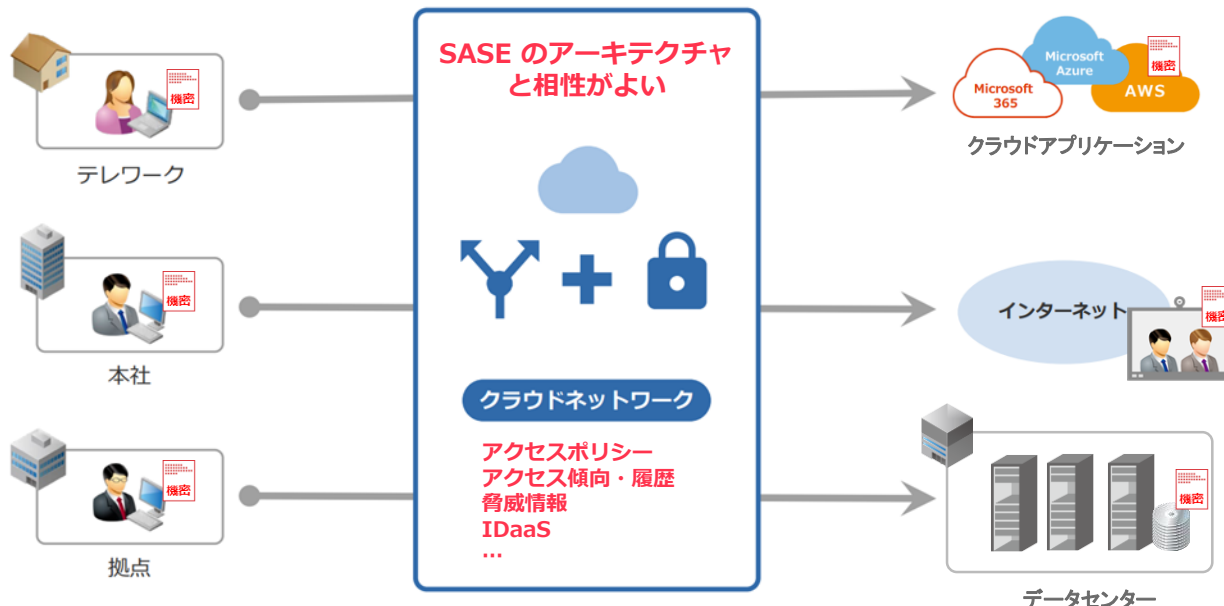 SASE のアーキテクチャ
と相性がよい
機密
テレワーク
機密
本社
機密
拠点
クラウドネットワーク
アクセスポリシー
アクセス傾向・履歴
脅威情報
IDaaS
...
Microsoft
Azure
機密
Microsoft
365
AWS
クラウドアプリケーション
インターネット
機密
機密
データセンター